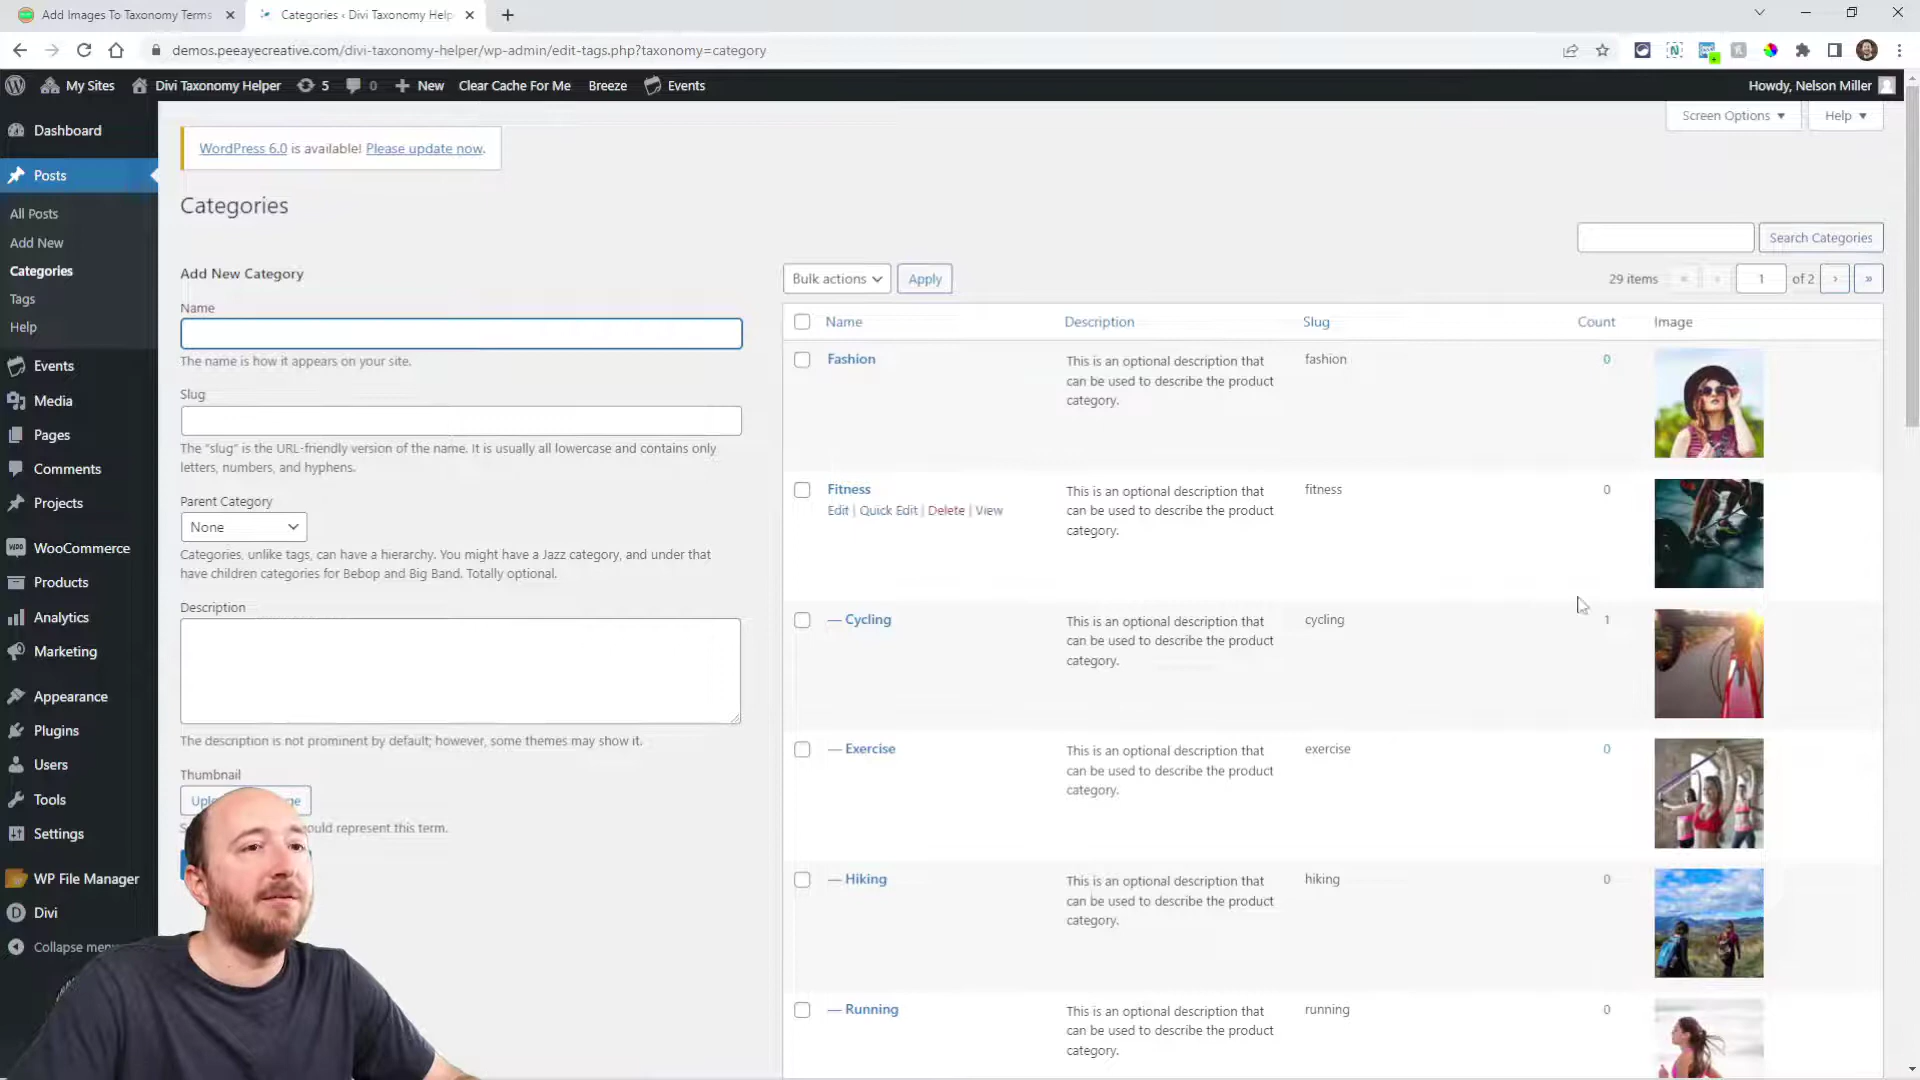 Add Images To Taxonomy Terms
Categories ‹ Divi Taxonomy Help
demos.peeayecreative.com/divi-taxonomy-helper/wp-admin/edit-tags.php?taxonomy=category
My Sites
Divi Taxonomy Helper
5
0
New
Clear Cache For Me
Breeze
Events
Howdy, Nelson Miller
Screen Options
Help
Dashboard
Posts
All Posts
Add New
Categories
Tags
Help
Events
Media
Pages
Comments
Projects
WooCommerce
Products
Analytics
Marketing
Appearance
Plugins
Users
Tools
Settings
WP File Manager
Divi
Collapse men
WordPress 6.0 is available! Please update now.
Categories
Add New Category
Name
The name is how it appears on your site.
Slug
The “slug” is the URL-friendly version of the name. It is usually all lowercase and contains only
letters, numbers, and hyphens.
Parent Category
None
Categories, unlike tags, can have a hierarchy. You might have a Jazz category, and under that
have children categories for Bebop and Big Band. Totally optional.
Description
The description is not prominent by default; however, some themes may show it.
Thumbnail
represent this term.
Search Categories
Bulk actions
Apply
29 items « ‹ 1 of 2 › »
Name Description Slug Count Image
Fashion
This is an optional description that
can be used to describe the product
category.
fashion
0
Fitness
Edit | Quick Edit | Delete | View
This is an optional description that
can be used to describe the product
category.
fitness
0
— Cycling
This is an optional description that
can be used to describe the product
category.
cycling
1
— Exercise
This is an optional description that
can be used to describe the product
category.
exercise
0
— Hiking
This is an optional description that
can be used to describe the product
category.
hiking
0
— Running
This is an optional description that
can be used to describe the product
category.
running
0